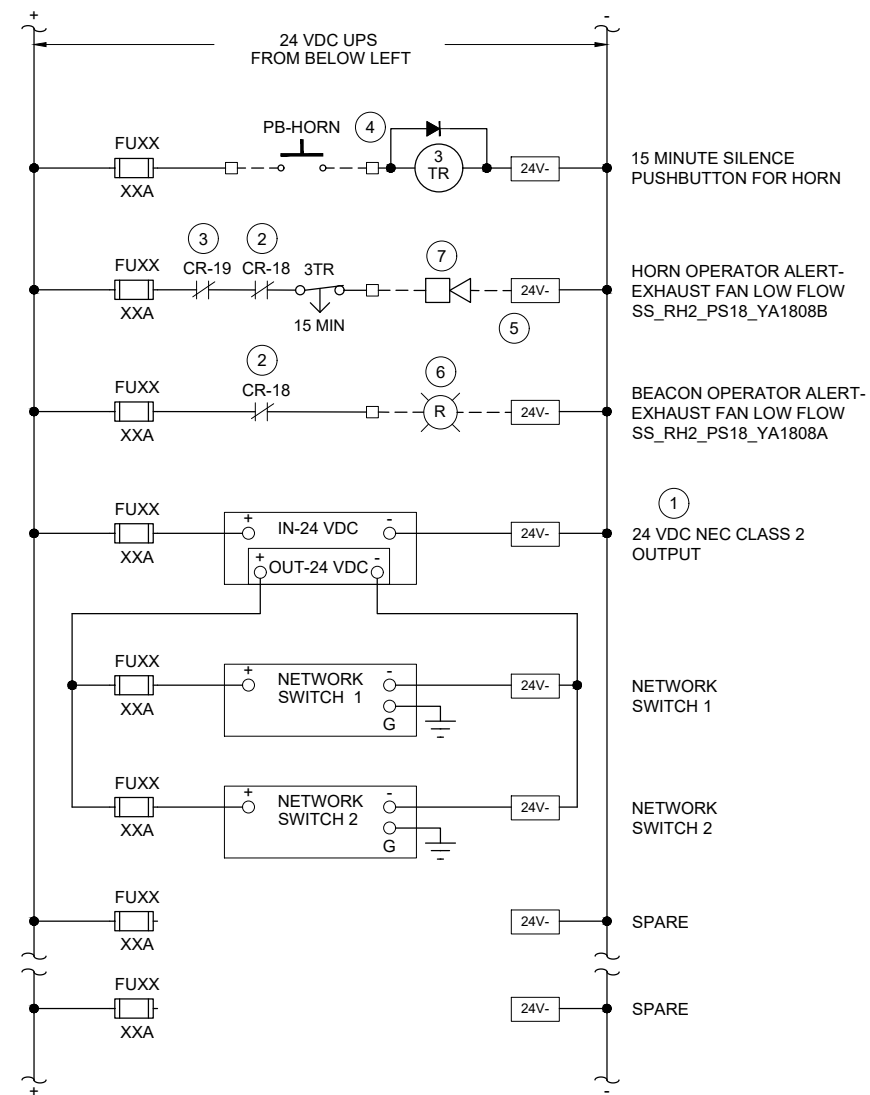 +
-
24 VDC UPS
FROM BELOW LEFT
PB-HORN
4
FUXX
XXA
3
TR
24V-
15 MINUTE SILENCE
PUSHBUTTON FOR HORN
3
2
7
FUXX
XXA
CR-19
CR-18
3TR
15 MIN
24V-
5
HORN OPERATOR ALERT-
EXHAUST FAN LOW FLOW
SS_RH2_PS18_YA1808B
2
6
FUXX
XXA
CR-18
R
24V-
BEACON OPERATOR ALERT-
EXHAUST FAN LOW FLOW
SS_RH2_PS18_YA1808A
1
FUXX
XXA
+
IN-24 VDC
-
+
OUT-24 VDC
-
24V-
24 VDC NEC CLASS 2
OUTPUT
FUXX
XXA
+
NETWORK
SWITCH 1
-
G
24V-
NETWORK
SWITCH 1
FUXX
XXA
+
NETWORK
SWITCH 2
-
G
24V-
NETWORK
SWITCH 2
FUXX
XXA
24V-
SPARE
FUXX
XXA
24V-
SPARE
+
-